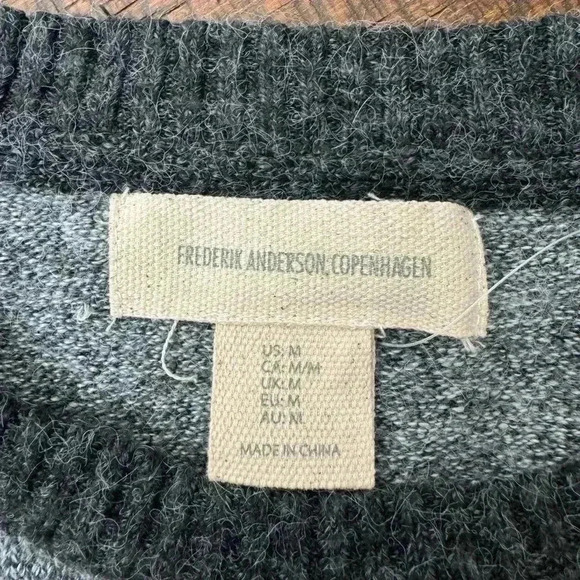 FREDERIK ANDERSON, COPENHAGEN
US: M
CA: M/M
UK: M
EU: M
AU: M
MADE IN CHINA